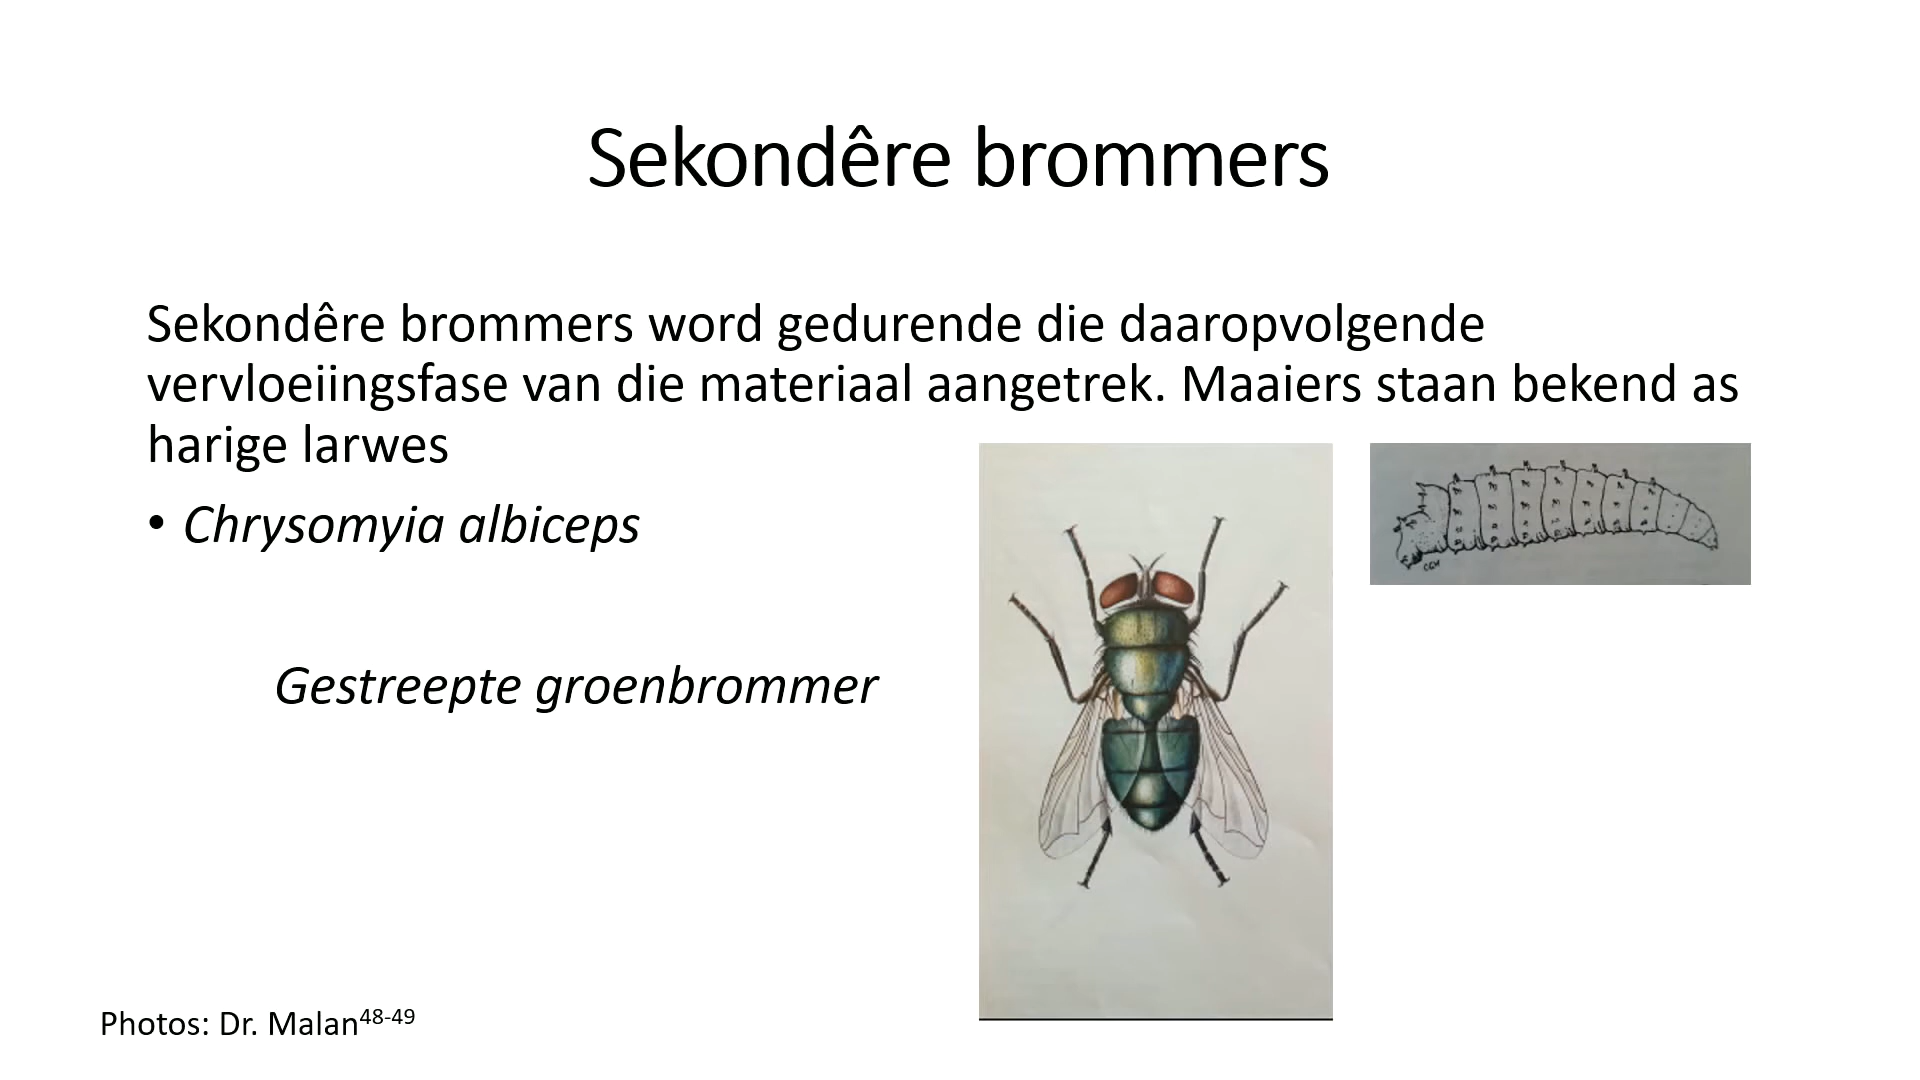 Sekondêre brommers
Sekondêre brommers word gedurende die daaropvolgende
vervloeiingsfase van die materiaal aangetrek. Maaiers staan bekend as
harige larwes
• Chrysomyia albiceps
Gestreepte groenbrommer
CGM
Photos: Dr. Malan48-49